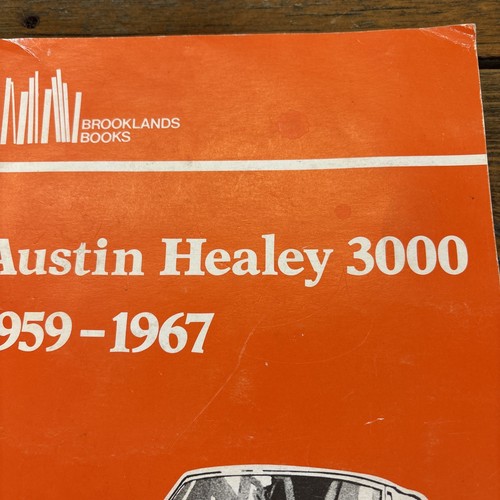 BROOKLANDS
BOOKS
Austin Healey 3000
959–1967